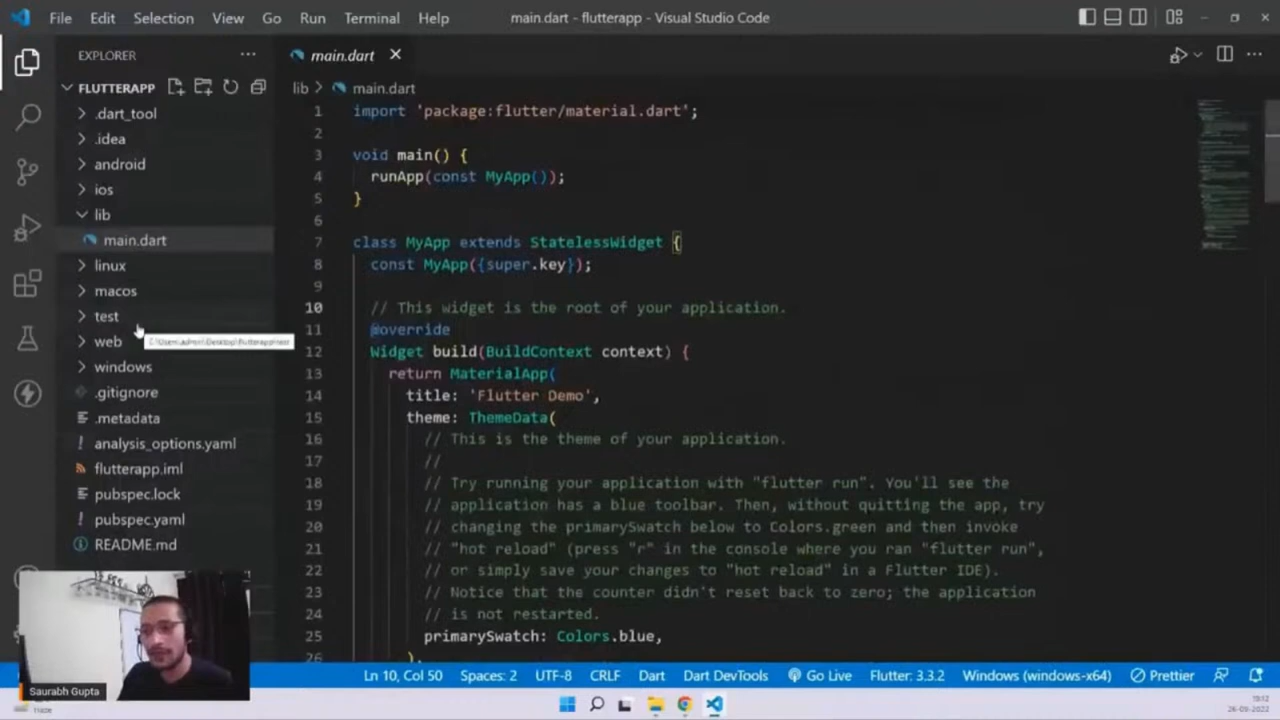 File Edit Selection View Go Run Terminal Help main.dart - flutterapp - Visual Studio Code
EXPLORER
FLUTTERAPP
.dart_tool
.idea
android
ios
lib
main.dart
linux
macos
test
web
windows
.gitignore
.metadata
analysis_options.yaml
flutterapp.iml
pubspec.lock
pubspec.yaml
README.md
main.dart
lib > main.dart
1 import 'package:flutter/material.dart';
2
3 void main() {
4 runApp(const MyApp());
5 }
6
7 class MyApp extends StatelessWidget {
8 const MyApp({super.key});
9
10 // This widget is the root of your application.
11 @override
12 Widget build(BuildContext context) {
13 return MaterialApp(
14 title: 'Flutter Demo',
15 theme: ThemeData(
16 // This is the theme of your application.
17 //
18 // Try running your application with "flutter run". You'll see the
19 // application has a blue toolbar. Then, without quitting the app, try
20 // changing the primarySwatch below to Colors.green and then invoke
21 // "hot reload" (press "r" in the console where you ran "flutter run",
22 // or simply save your changes to "hot reload" in a Flutter IDE).
23 // Notice that the counter didn't reset back to zero; the application
24 // is not restarted.
25 primarySwatch: Colors.blue,
26 ),
Saurabh Gupta
Ln 10, Col 50 Spaces: 2 UTF-8 CRLF Dart Dart DevTools Go Live Flutter: 3.3.2 Windows (windows-x64) Prettier
Haze
26-09-2022